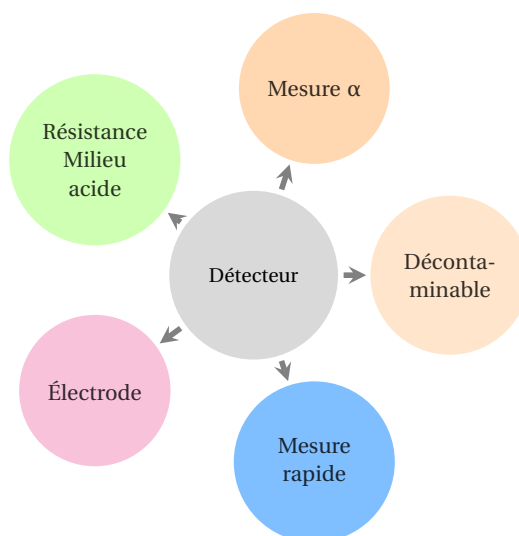 Mesure α
Résistance
Milieu
acide
Détecteur
Déconta-
minable
Électrode
Mesure
rapide